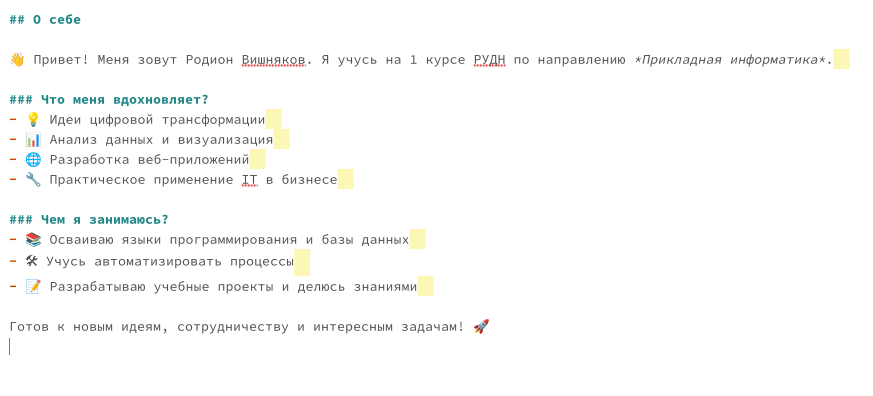 ## О себе
👋 Привет! Меня зовут Родион Вишняков. Я учусь на 1 курсе РУДН по направлению *Прикладная информатика*.
### Что меня вдохновляет?
- 💡 Идеи цифровой трансформации
- 📊 Анализ данных и визуализация
- 🌐 Разработка веб-приложений
- 🔧 Практическое применение IT в бизнесе
### Чем я занимаюсь?
- 📚 Осваиваю языки программирования и базы данных
- 🛠 Учусь автоматизировать процессы
- 📝 Разрабатываю учебные проекты и делюсь знаниями
Готов к новым идеям, сотрудничеству и интересным задачам! 🚀